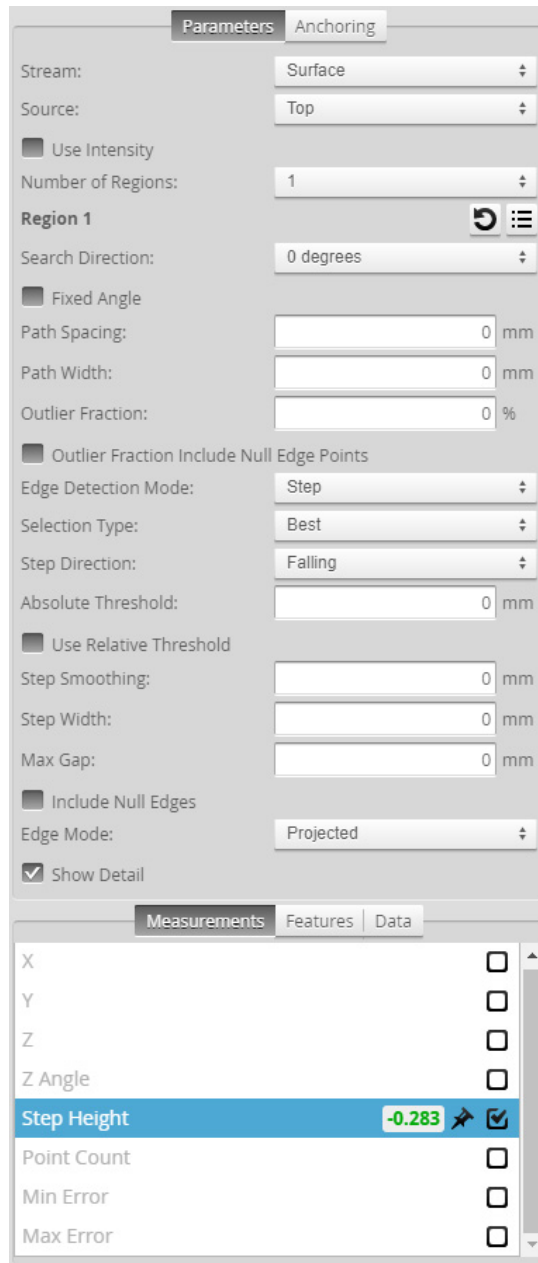 Parameters Anchoring
Stream: Surface
Source: Top
Use Intensity
Number of Regions: 1
Region 1
Search Direction: 0 degrees
Fixed Angle
Path Spacing: 0 mm
Path Width: 0 mm
Outlier Fraction: 0 %
Outlier Fraction Include Null Edge Points
Edge Detection Mode: Step
Selection Type: Best
Step Direction: Falling
Absolute Threshold: 0 mm
Use Relative Threshold
Step Smoothing: 0 mm
Step Width: 0 mm
Max Gap: 0 mm
Include Null Edges
Edge Mode: Projected
Show Detail
Measurements Features Data
X
Y
Z
Z Angle
Step Height -0.283
Point Count
Min Error
Max Error